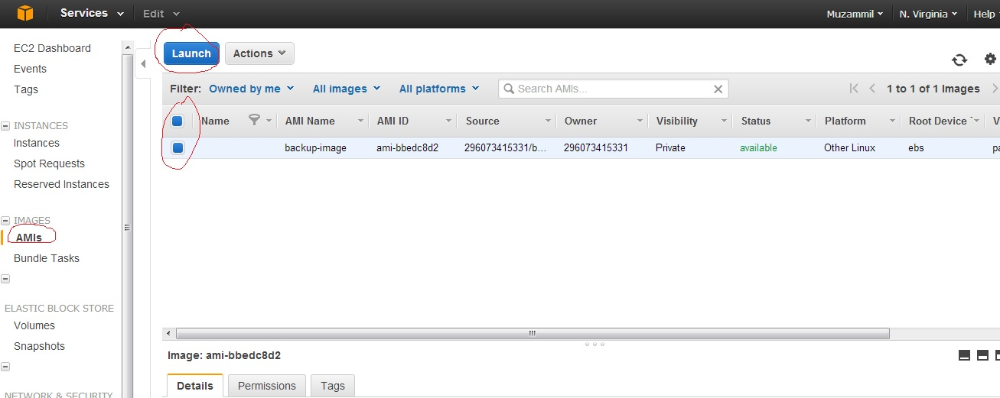 Services Edit Muzammil N. Virginia Help
EC2 Dashboard
Events
Tags
INSTANCES
Instances
Spot Requests
Reserved Instances
IMAGES
AMIs
Bundle Tasks
ELASTIC BLOCK STORE
Volumes
Snapshots
NETWORK & SECURITY
Launch Actions
Filter: Owned by me All images All platforms Search AMIs... 1 to 1 of 1 Images
Name AMI Name AMI ID Source Owner Visibility Status Platform Root Device V
backup-image ami-bbedc8d2 296073415331/b... 296073415331 Private available Other Linux ebs pa
Image: ami-bbedc8d2
Details Permissions Tags